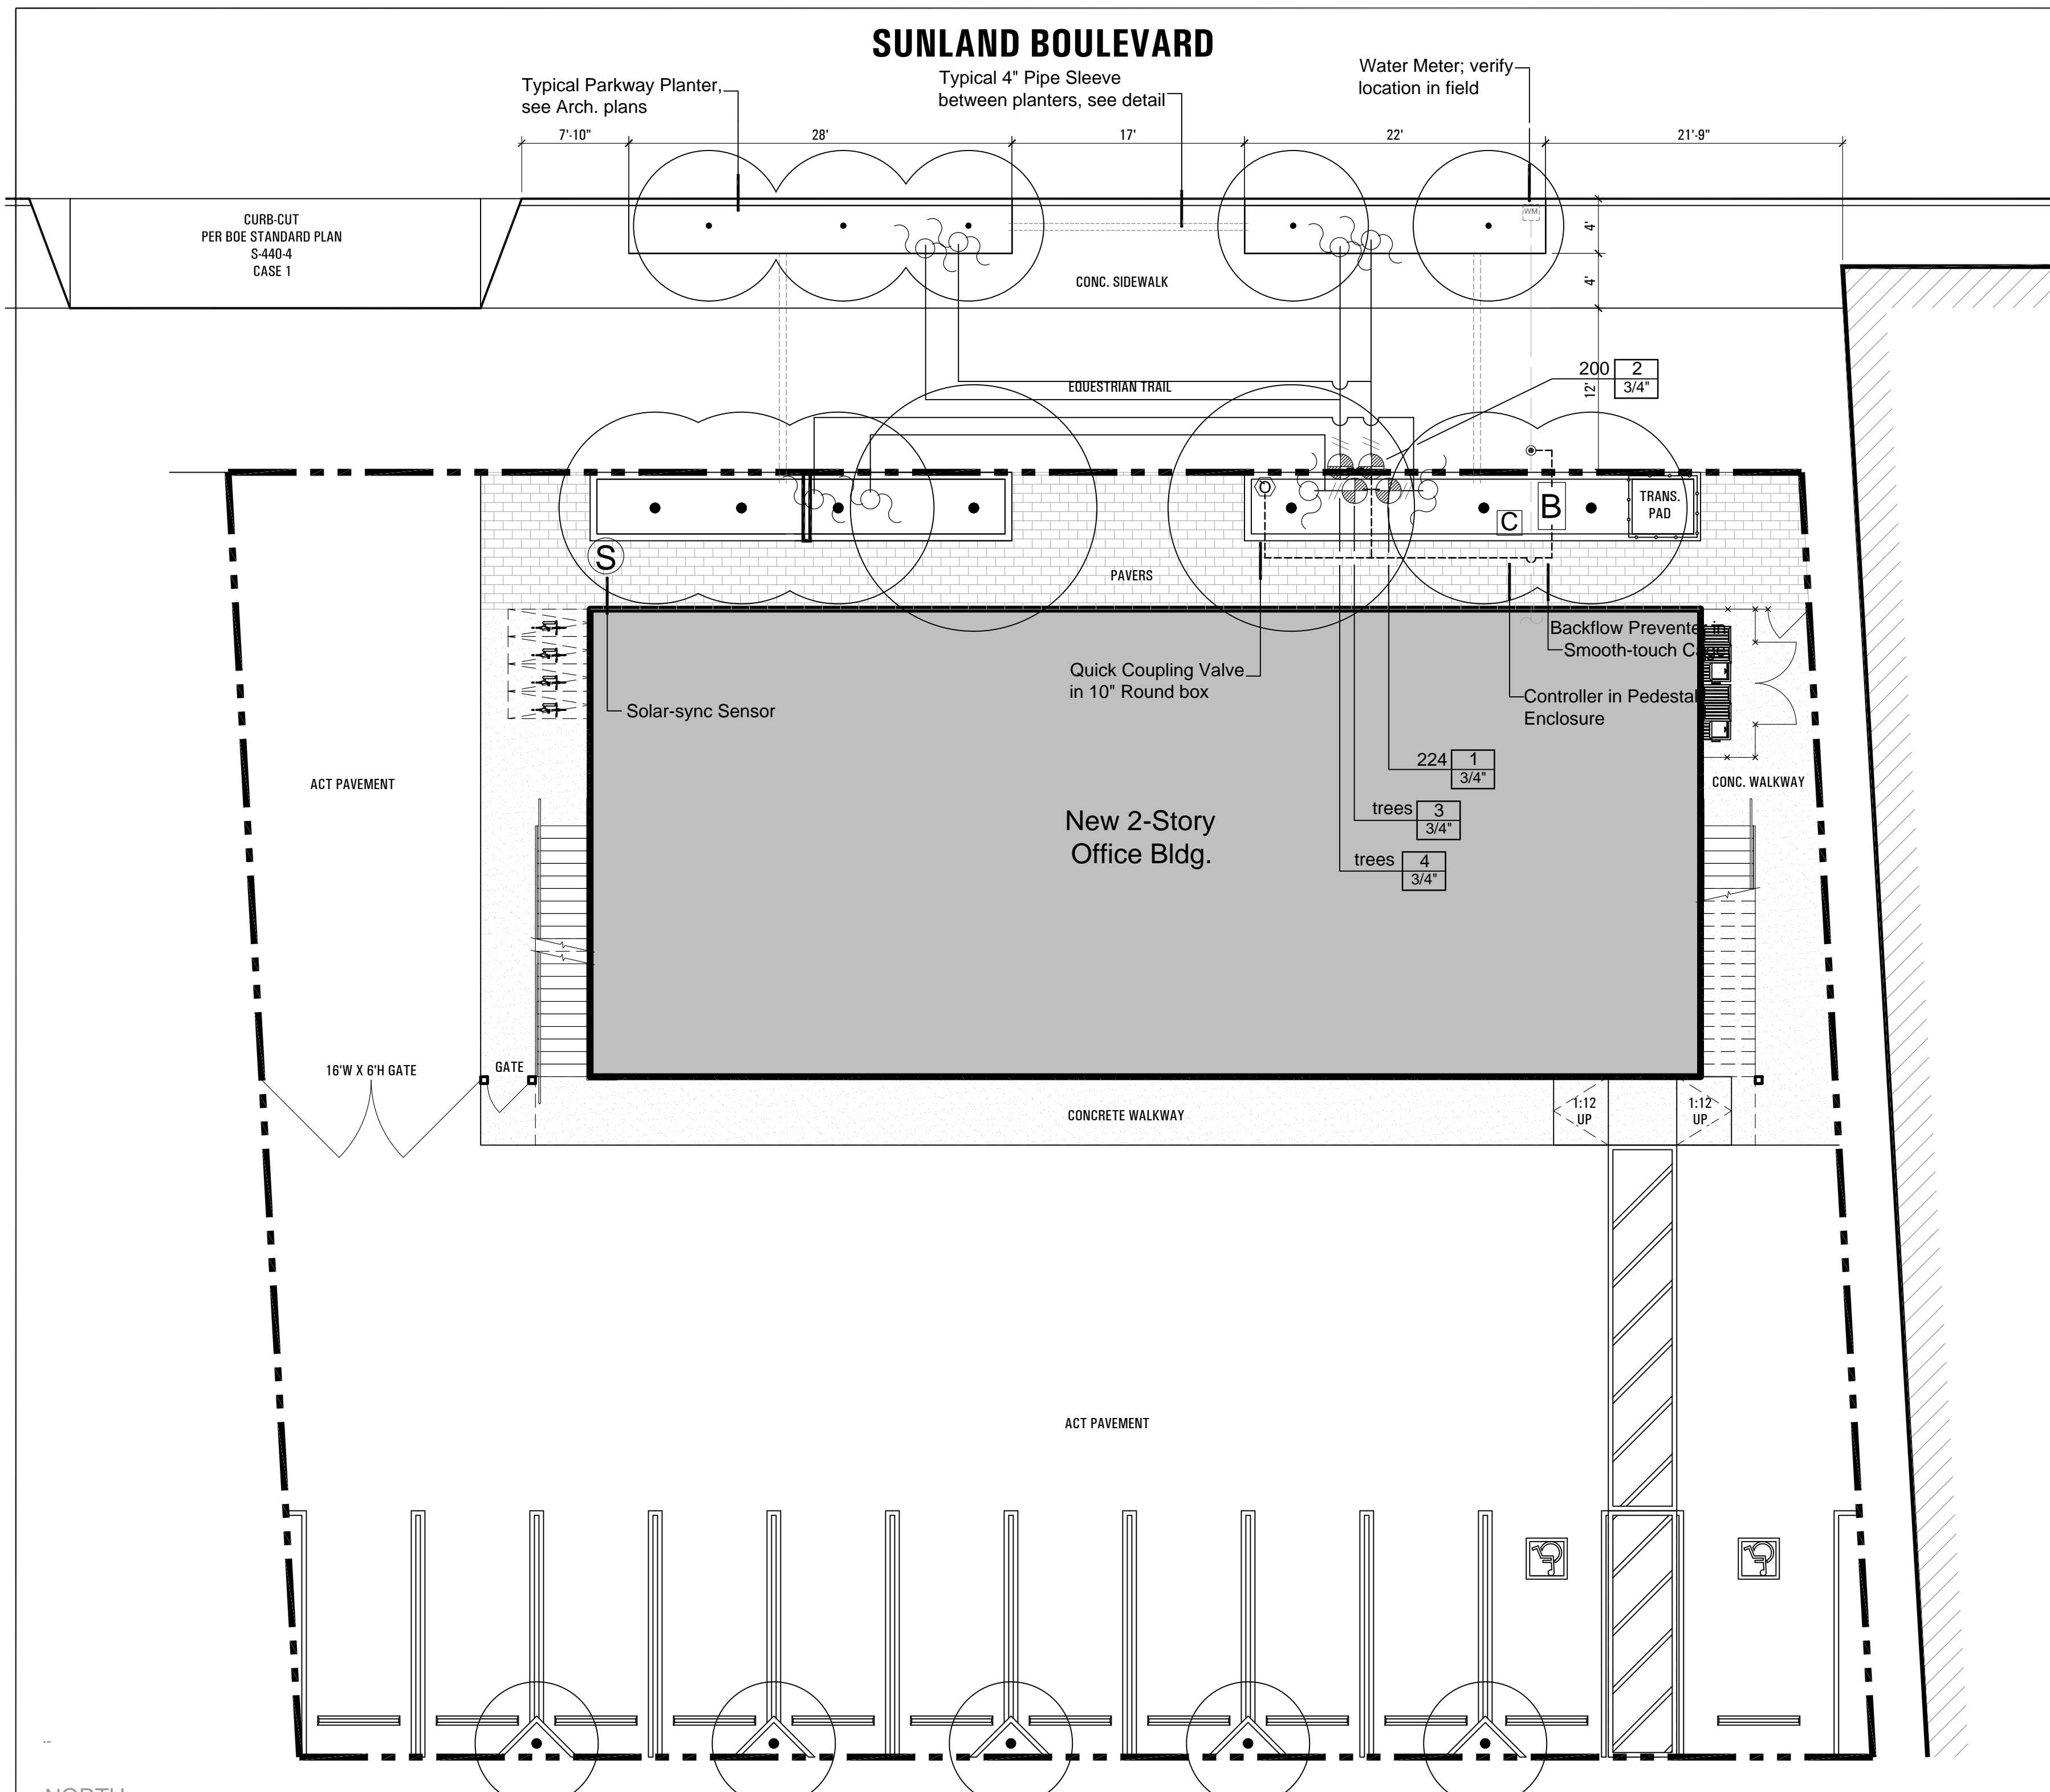 SUNLAND BOULEVARD
Typical Parkway Planter,
see Arch. plans
Typical 4" Pipe Sleeve
between planters, see detail
Water Meter; verify
location in field
7'-10"
28'
17'
22'
21'-9"
CURB-CUT
PER BOE STANDARD PLAN
S-440-4
CASE 1
WM
4'
CONC. SIDEWALK
4'
EQUESTRIAN TRAIL
12'
200 2
3/4"
TRANS.
PAD
B
C
S
PAVERS
Backflow Preventer in
Smooth-touch Cage
Quick Coupling Valve
in 10" Round box
Controller in Pedestal
Enclosure
Solar-sync Sensor
224 1
3/4"
trees 3
3/4"
trees 4
3/4"
ACT PAVEMENT
CONC. WALKWAY
New 2-Story
Office Bldg.
16'W X 6'H GATE
GATE
CONCRETE WALKWAY
1:12
UP
1:12
UP
ACT PAVEMENT
NORTH